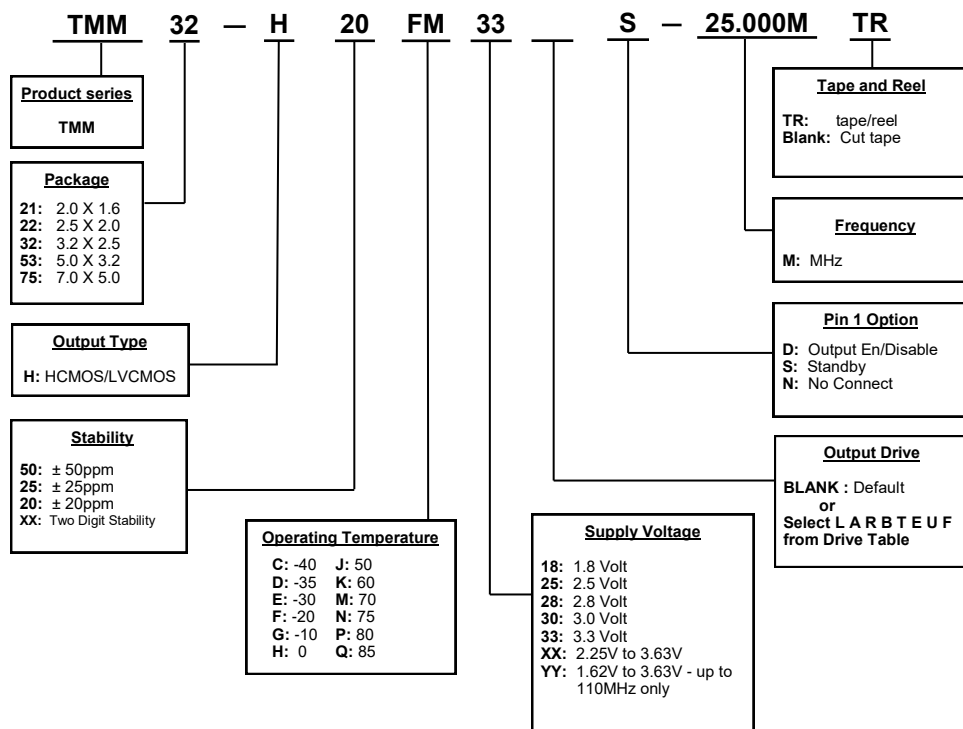 TMM 32 — H 20 FM 33 S – 25.000M TR
Product series
TMM
Package
21: 2.0 X 1.6
22: 2.5 X 2.0
32: 3.2 X 2.5
53: 5.0 X 3.2
75: 7.0 X 5.0
Output Type
H: HCMOS/LVCMOS
Stability
50: ± 50ppm
25: ± 25ppm
20: ± 20ppm
XX: Two Digit Stability
Operating Temperature
C: -40 J: 50
D: -35 K: 60
E: -30 M: 70
F: -20 N: 75
G: -10 P: 80
H: 0 Q: 85
Supply Voltage
18: 1.8 Volt
25: 2.5 Volt
28: 2.8 Volt
30: 3.0 Volt
33: 3.3 Volt
XX: 2.25V to 3.63V
YY: 1.62V to 3.63V - up to
110MHz only
Tape and Reel
TR: tape/reel
Blank: Cut tape
Frequency
M: MHz
Pin 1 Option
D: Output En/Disable
S: Standby
N: No Connect
Output Drive
BLANK : Default
or
Select L A R B T E U F
from Drive Table